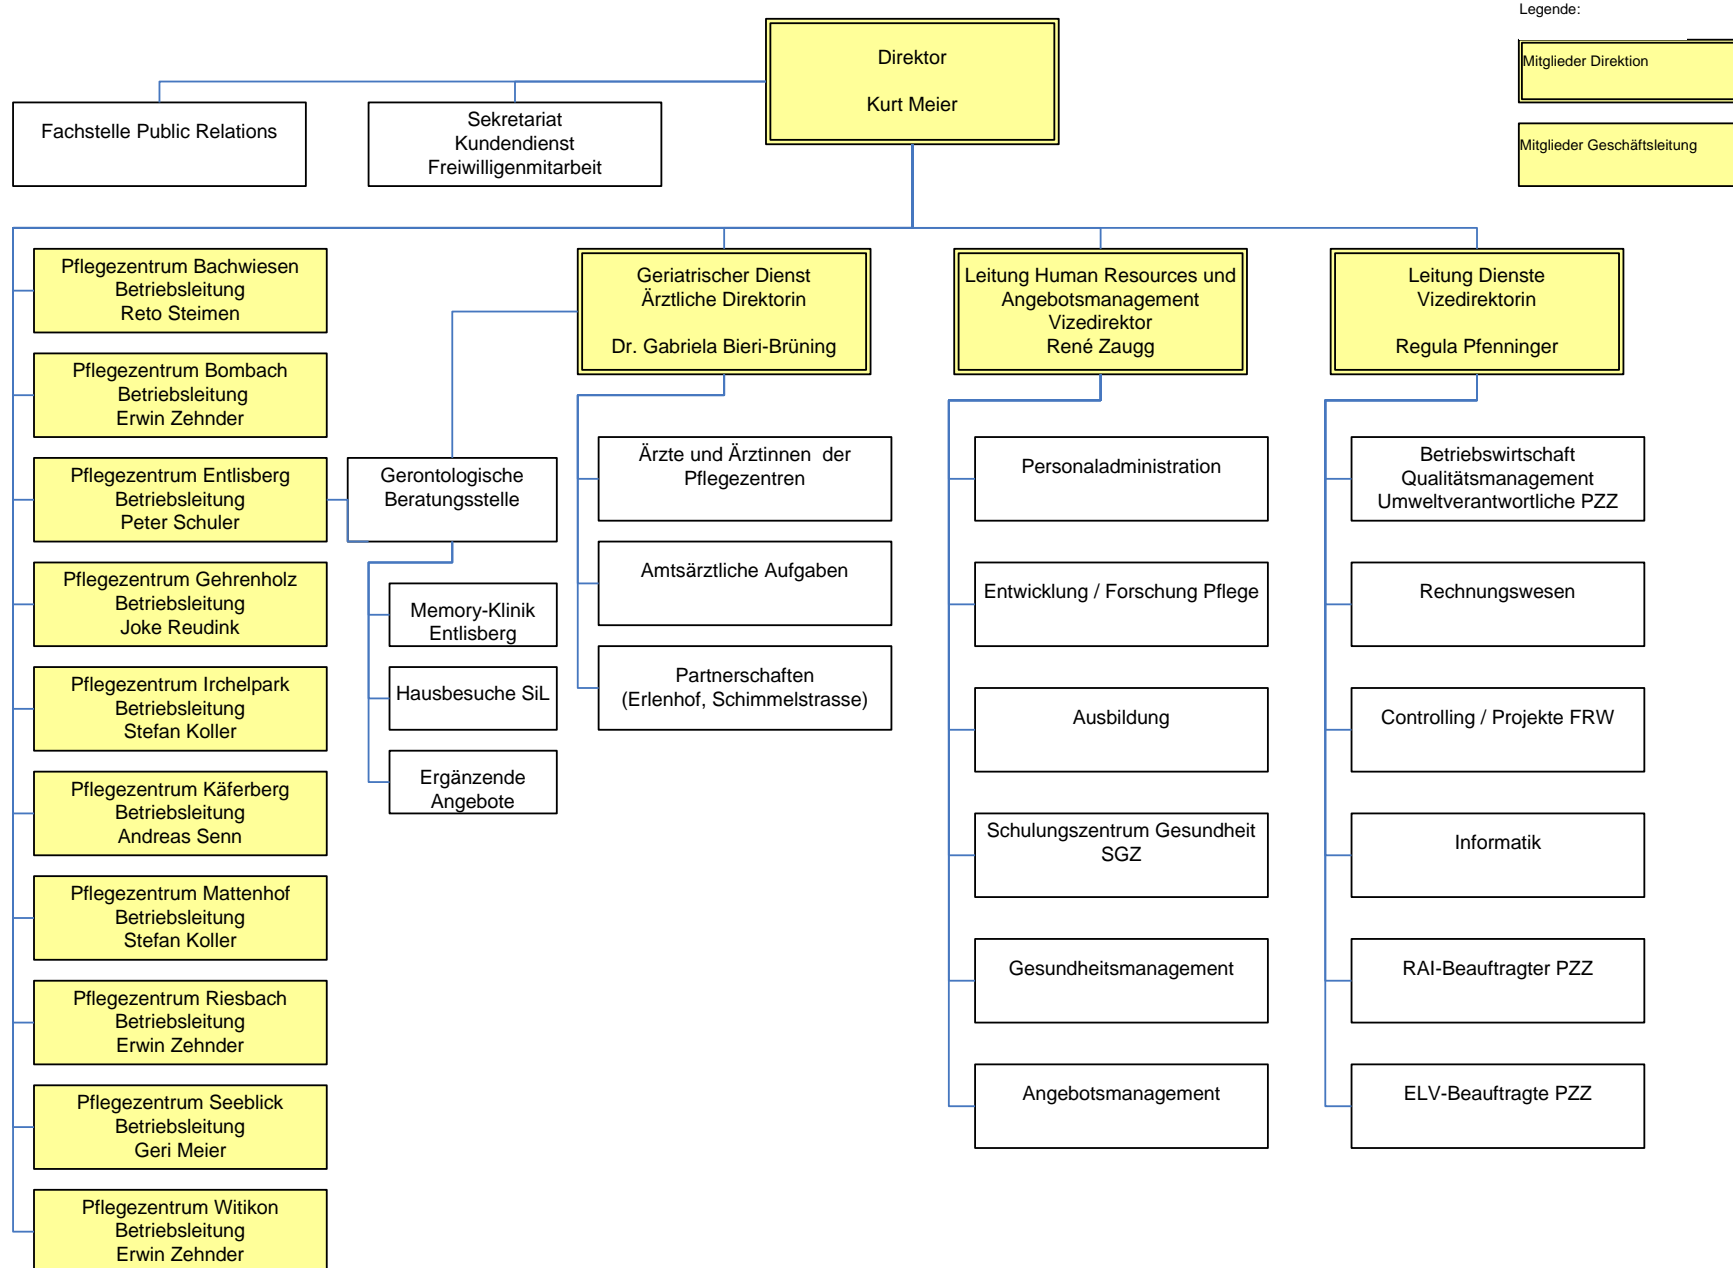 Legende:
Mitglieder Direktion
Mitglieder Geschäftsleitung
Direktor
Kurt Meier
Fachstelle Public Relations
Sekretariat
Kundendienst
Freiwilligenmitarbeit
Pflegezentrum Bachwiesen
Betriebsleitung
Reto Steimen
Pflegezentrum Bombach
Betriebsleitung
Erwin Zehnder
Pflegezentrum Entlisberg
Betriebsleitung
Peter Schuler
Pflegezentrum Gehrenholz
Betriebsleitung
Joke Reudink
Pflegezentrum Irchelpark
Betriebsleitung
Stefan Koller
Pflegezentrum Käferberg
Betriebsleitung
Andreas Senn
Pflegezentrum Mattenhof
Betriebsleitung
Stefan Koller
Pflegezentrum Riesbach
Betriebsleitung
Erwin Zehnder
Pflegezentrum Seeblick
Betriebsleitung
Geri Meier
Pflegezentrum Witikon
Betriebsleitung
Erwin Zehnder
Gerontologische
Beratungsstelle
Memory-Klinik
Entlisberg
Hausbesuche SiL
Ergänzende
Angebote
Geriatrischer Dienst
Ärztliche Direktorin
Dr. Gabriela Bieri-Brüning
Ärzte und Ärztinnen der
Pflegezentren
Amtsärztliche Aufgaben
Partnerschaften
(Erlenhof, Schimmelstrasse)
Leitung Human Resources und
Angebotsmanagement
Vizedirektor
René Zaugg
Personaladministration
Entwicklung / Forschung Pflege
Ausbildung
Schulungszentrum Gesundheit
SGZ
Gesundheitsmanagement
Angebotsmanagement
Leitung Dienste
Vizedirektorin
Regula Pfenninger
Betriebswirtschaft
Qualitätsmanagement
Umweltverantwortliche PZZ
Rechnungswesen
Controlling / Projekte FRW
Informatik
RAI-Beauftragter PZZ
ELV-Beauftragte PZZ